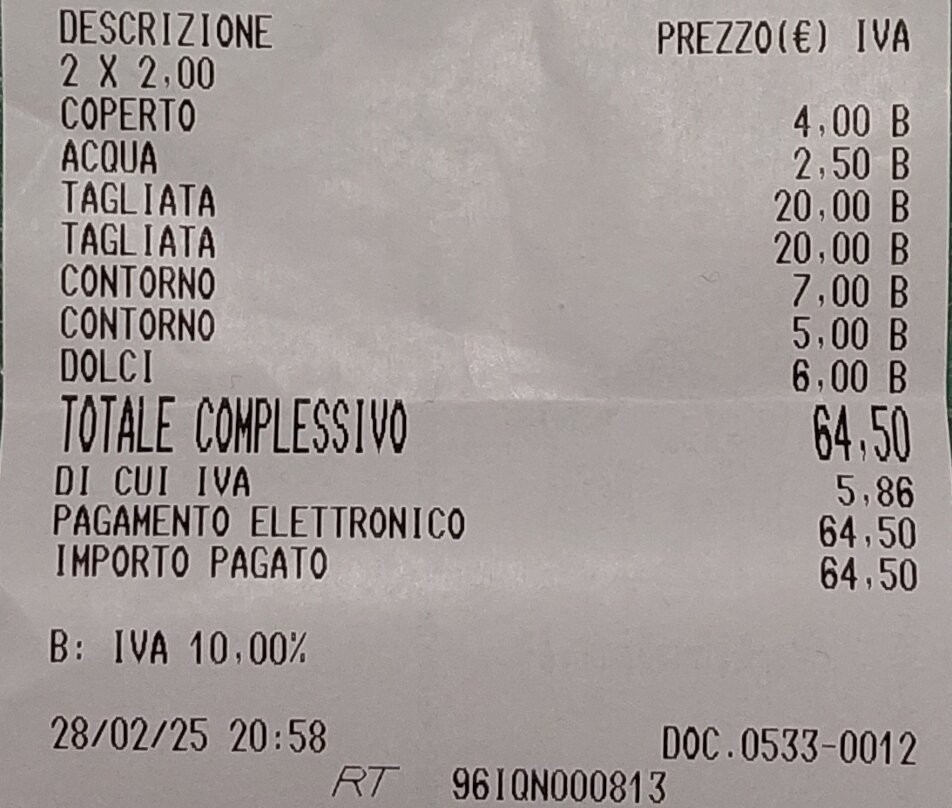 DESCRIZIONE PREZZO(€) IVA
2 X 2,00
COPERTO 4,00 B
ACQUA 2,50 B
TAGLIATA 20,00 B
TAGLIATA 20,00 B
CONTORNO 7,00 B
CONTORNO 5,00 B
DOLCI 6,00 B
TOTALE COMPLESSIVO 64,50
DI CUI IVA 5,86
PAGAMENTO ELETTRONICO 64,50
IMPORTO PAGATO 64,50
B: IVA 10,00%
28/02/25 20:58 DOC.0533-0012
RT 96IQN000813